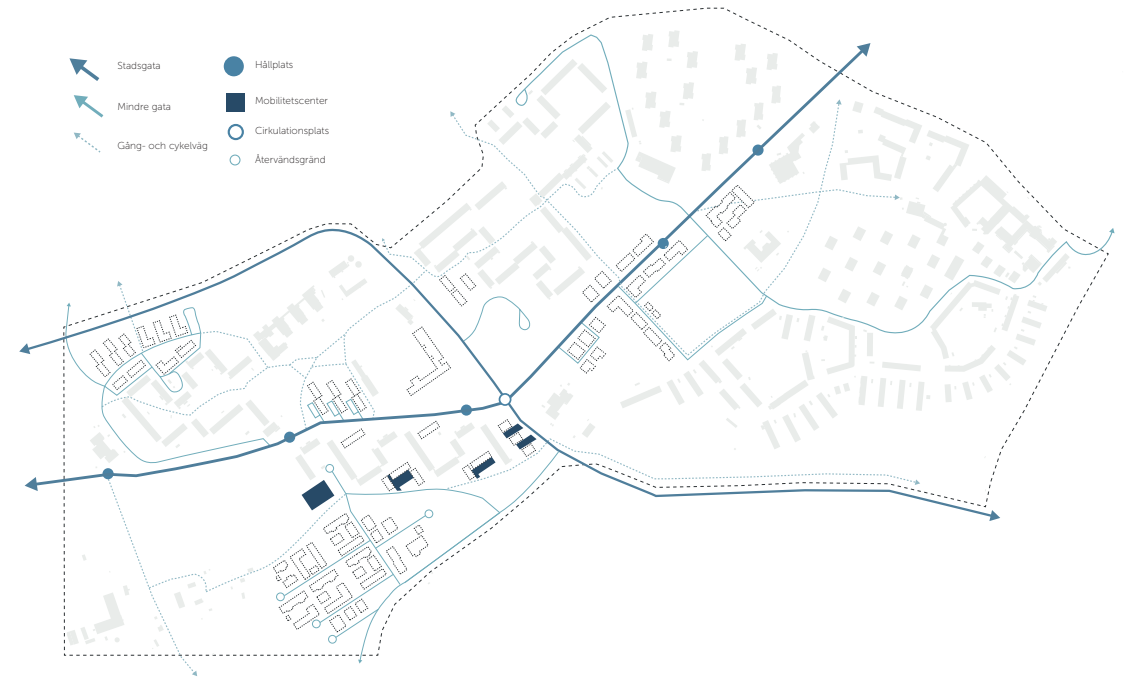 Stadsgata
Mindre gata
Gång- och cykelväg
Hållplats
Mobilitetscenter
Cirkulationsplats
Återvändsgränd